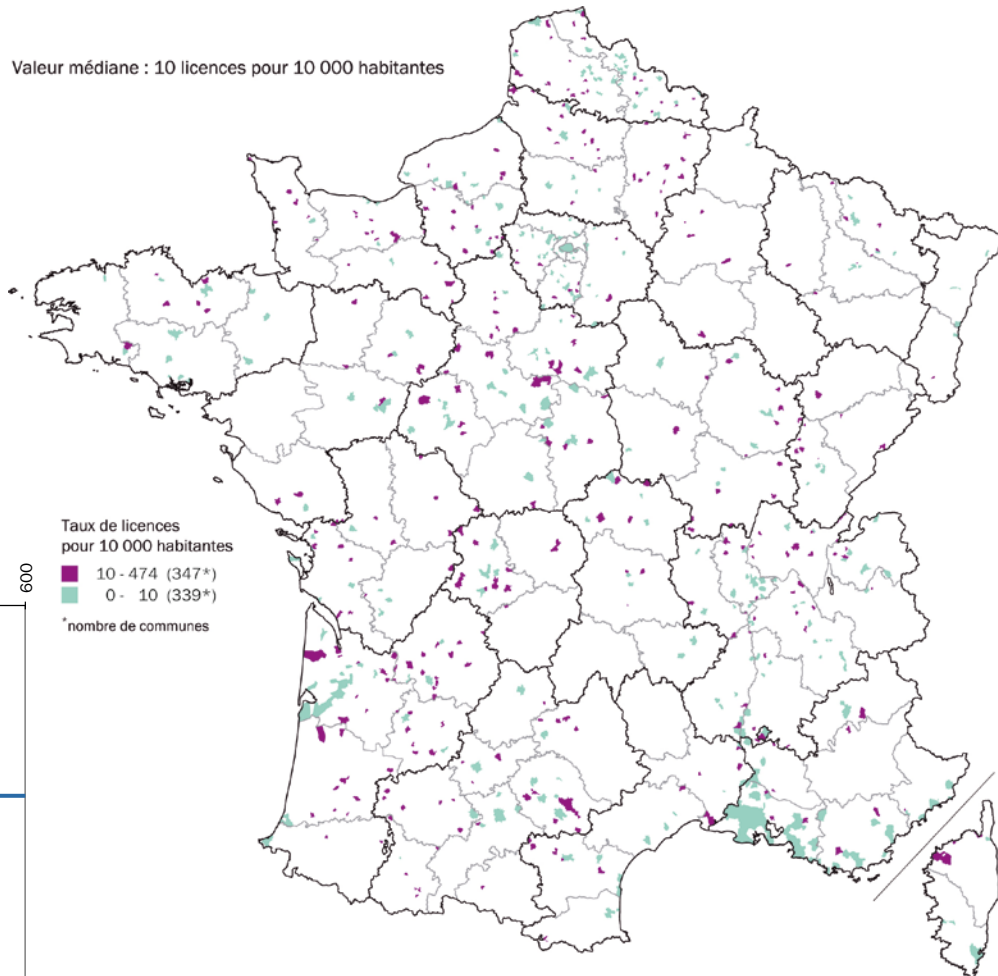 Valeur médiane : 10 licences pour 10 000 habitantes
Taux de licences
pour 10 000 habitantes
10 - 474 (347*)
0 - 10 (339*)
*nombre de communes
600